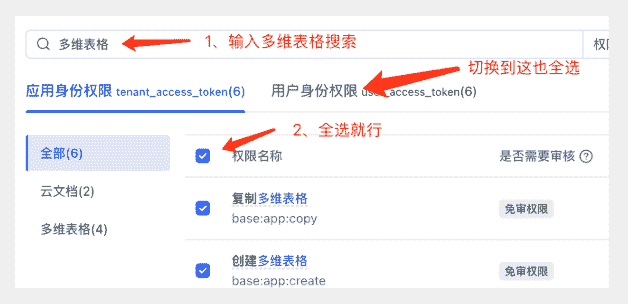 多维表格
1、输入多维表格搜索
权
切换到这也全选
应用身份权限 tenant_access_token(6)
用户身份权限 user_access_token(6)
2、全选就行
全部(6)
权限名称
是否需要审核
云文档(2)
复制多维表格
免审权限
base:app:copy
多维表格(4)
创建多维表格
免审权限
base:app:create